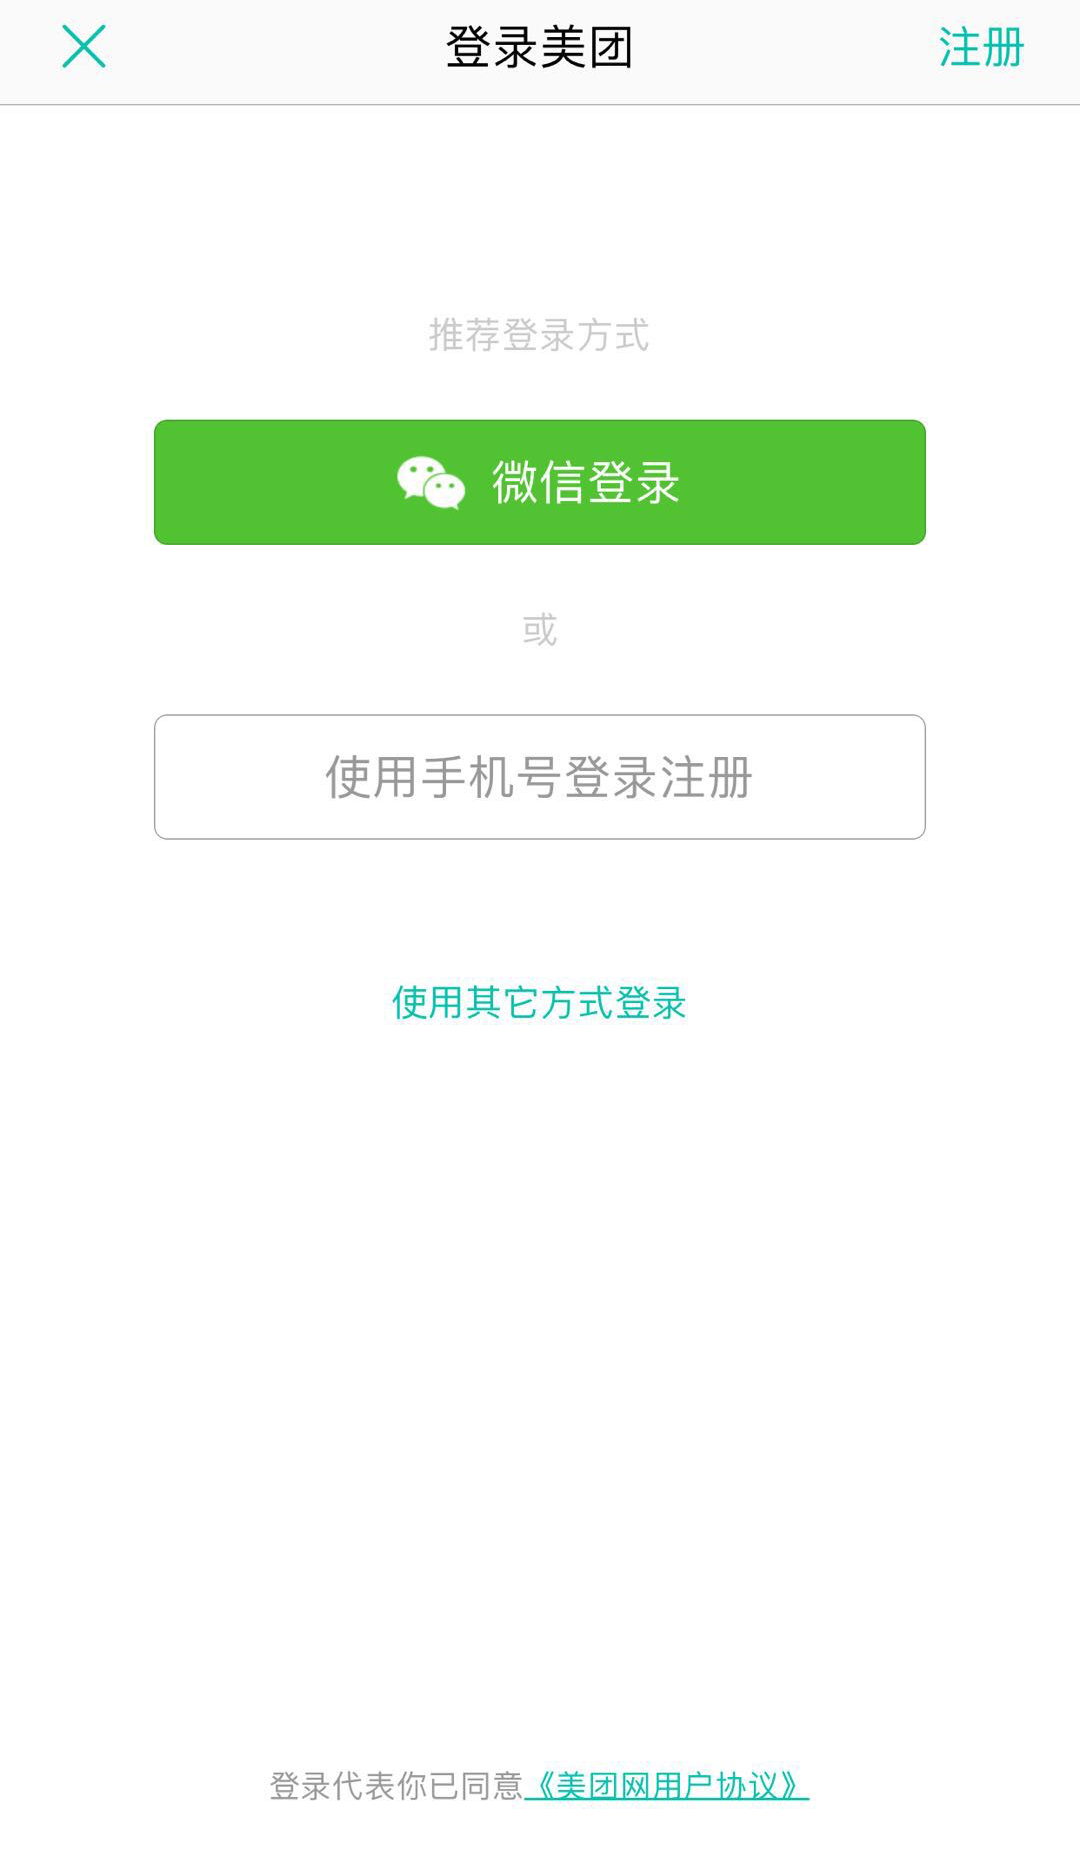 登录美团
注册
推荐登录方式
微信登录
或
使用手机号登录注册
使用其它方式登录
登录代表你已同意《美团网用户协议》